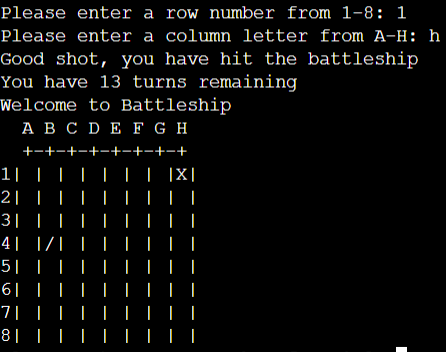 Please enter a row number from 1-8: 1
Please enter a column letter from A-H: h
Good shot, you have hit the battleship
You have 13 turns remaining
Welcome to Battleship
  A B C D E F G H
  +-+-+-+-+-+-+-+
1| | | | | | | |X|
2| | | | | | | | |
3| | | | | | | | |
4| |/| | | | | | |
5| | | | | | | | |
6| | | | | | | | |
7| | | | | | | | |
8| | | | | | | | |